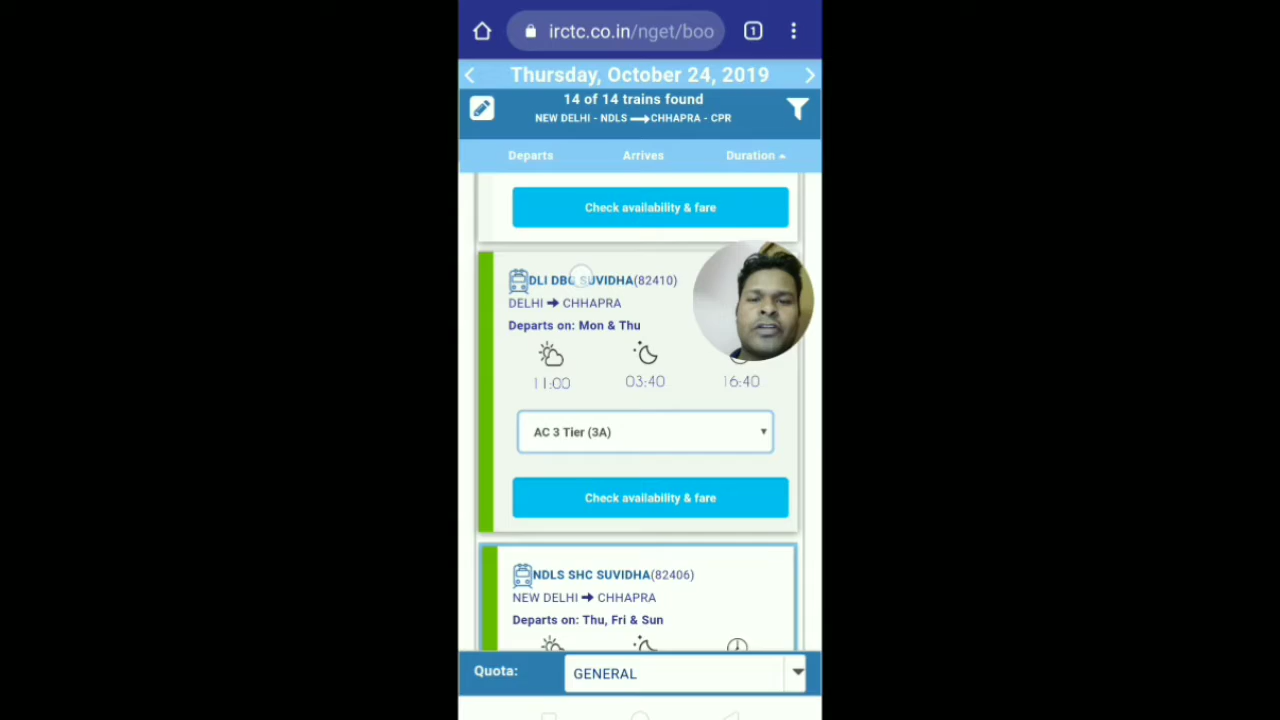 irctc.co.in/nget/boo
1
Thursday, October 24, 2019
14 of 14 trains found
NEW DELHI - NDLS ⟶ CHHAPRA - CPR
Departs Arrives Duration
Check availability & fare
DLI DBG SUVIDHA(82410)
DELHI ➔ CHHAPRA
Departs on: Mon & Thu
11:00 03:40 16:40
AC 3 Tier (3A)
Check availability & fare
NDLS SHC SUVIDHA(82406)
NEW DELHI ➔ CHHAPRA
Departs on: Thu, Fri & Sun
Quota: GENERAL